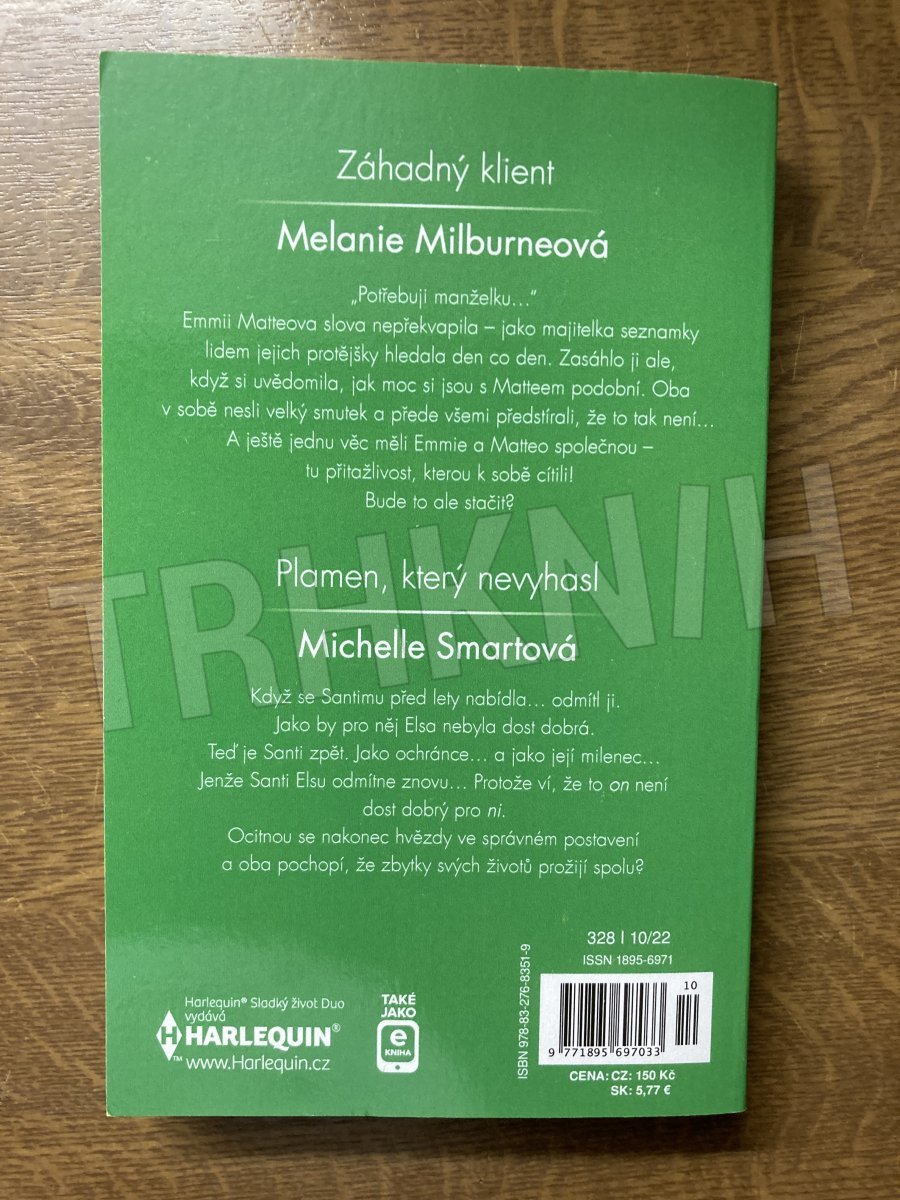 Záhadný klient
Melanie Milburneová
„Potřebuji manželku…“
Emmii Matteova slova nepřekvapila – jako majitelka seznamky
lidem jejich protějšky hledala den co den. Zasáhlo ji ale,
když si uvědomila, jak moc si jsou s Matteem podobní. Oba
v sobě nesli velký smutek a přede všemi předstírali, že to tak není…
A ještě jednu věc měli Emmie a Matteo společnou –
tu přitažlivost, kterou k sobě cítili!
Bude to ale stačit?
TRHKNIH
Plamen, který nevyhasl
Michelle Smartová
Když se Santimu před lety nabídla… odmítl ji.
Jako by pro něj Elsa nebyla dost dobrá.
Teď je Santi zpět. Jako ochránce… a jako její milenec…
Jenže Santi Elsu odmítne znovu… Protože ví, že to on není
dost dobrý pro ni.
Ocitnou se nakonec hvězdy ve správném postavení
a oba pochopí, že zbytky svých životů prožijí spolu?
328 | 10/22
ISSN 1895-6971
ISBN 978-83-276-8351-9
10
9 771895 697033
CENA: CZ: 150 Kč
SK: 5,77 €
Harlequin® Sladký život Duo
vydává
H HARLEQUIN®
™ www.Harlequin.cz
TAKÉ
JAKO
e
KNIHA